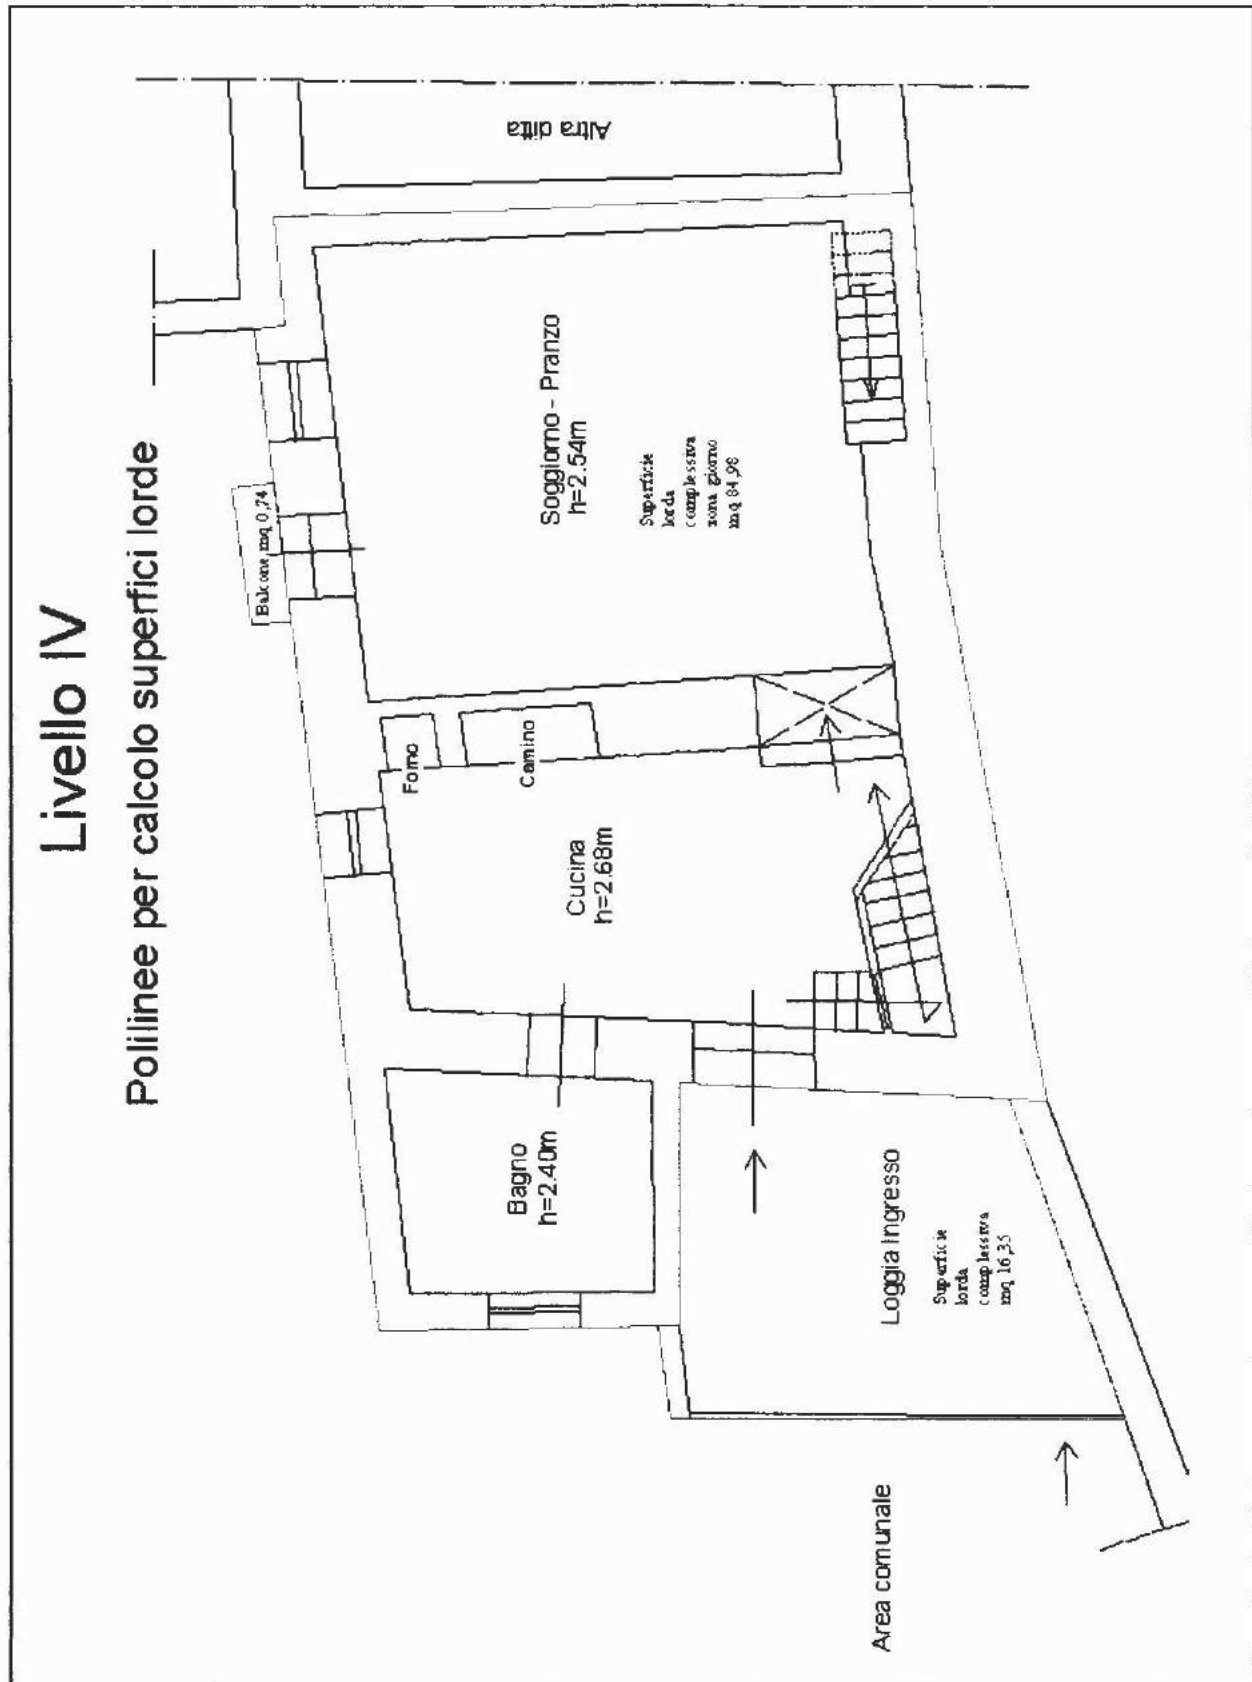 Livello IV
Polilinee per calcolo superfici lorde
Altra ditta
Balcone mq 0,74
Soggiorno - Pranzo
h=2.54m
Superficie
lorda
complessiva
zona giorno
mq 84,98
Forno
Camino
Cucina
h=2.68m
Bagno
h=2.40m
Loggia Ingresso
Superficie
lorda
complessiva
mq 16,35
Area comunale